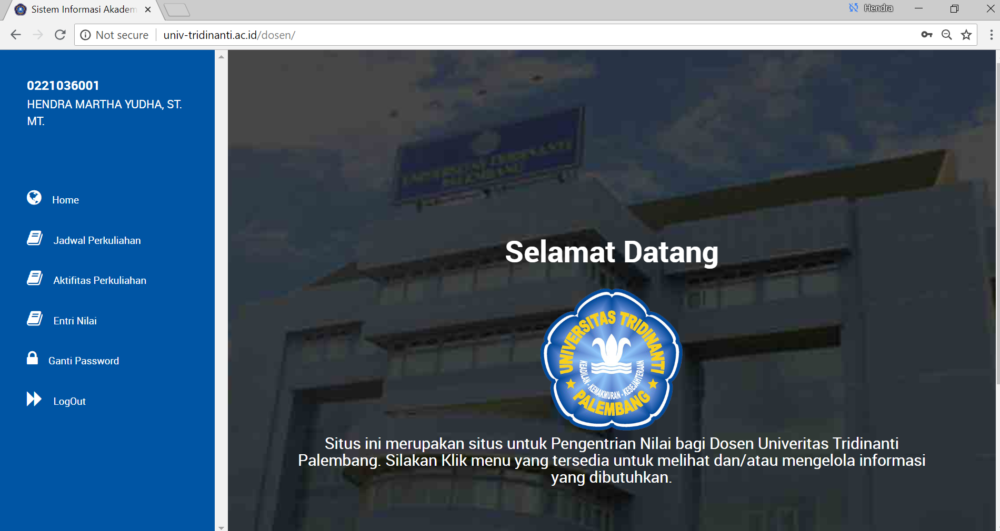 Sistem Informasi Akadem
Hendra
Not secure
univ-tridinanti.ac.id/dosen/
0221036001
HENDRA MARTHA YUDHA, ST.
MT.
Home
Jadwal Perkuliahan
Aktifitas Perkuliahan
Entri Nilai
Ganti Password
LogOut
UNIVERSITAS TRIDINANTI
PALEMBANG
Selamat Datang
UNIVERSITAS TRIDINANTI
KEADILAN - KEMAKMURAN - KESEJAHTERAAN
PALEMBANG
Situs ini merupakan situs untuk Pengentrian Nilai bagi Dosen Univeritas Tridinanti
Palembang. Silakan Klik menu yang tersedia untuk melihat dan/atau mengelola informasi
yang dibutuhkan.